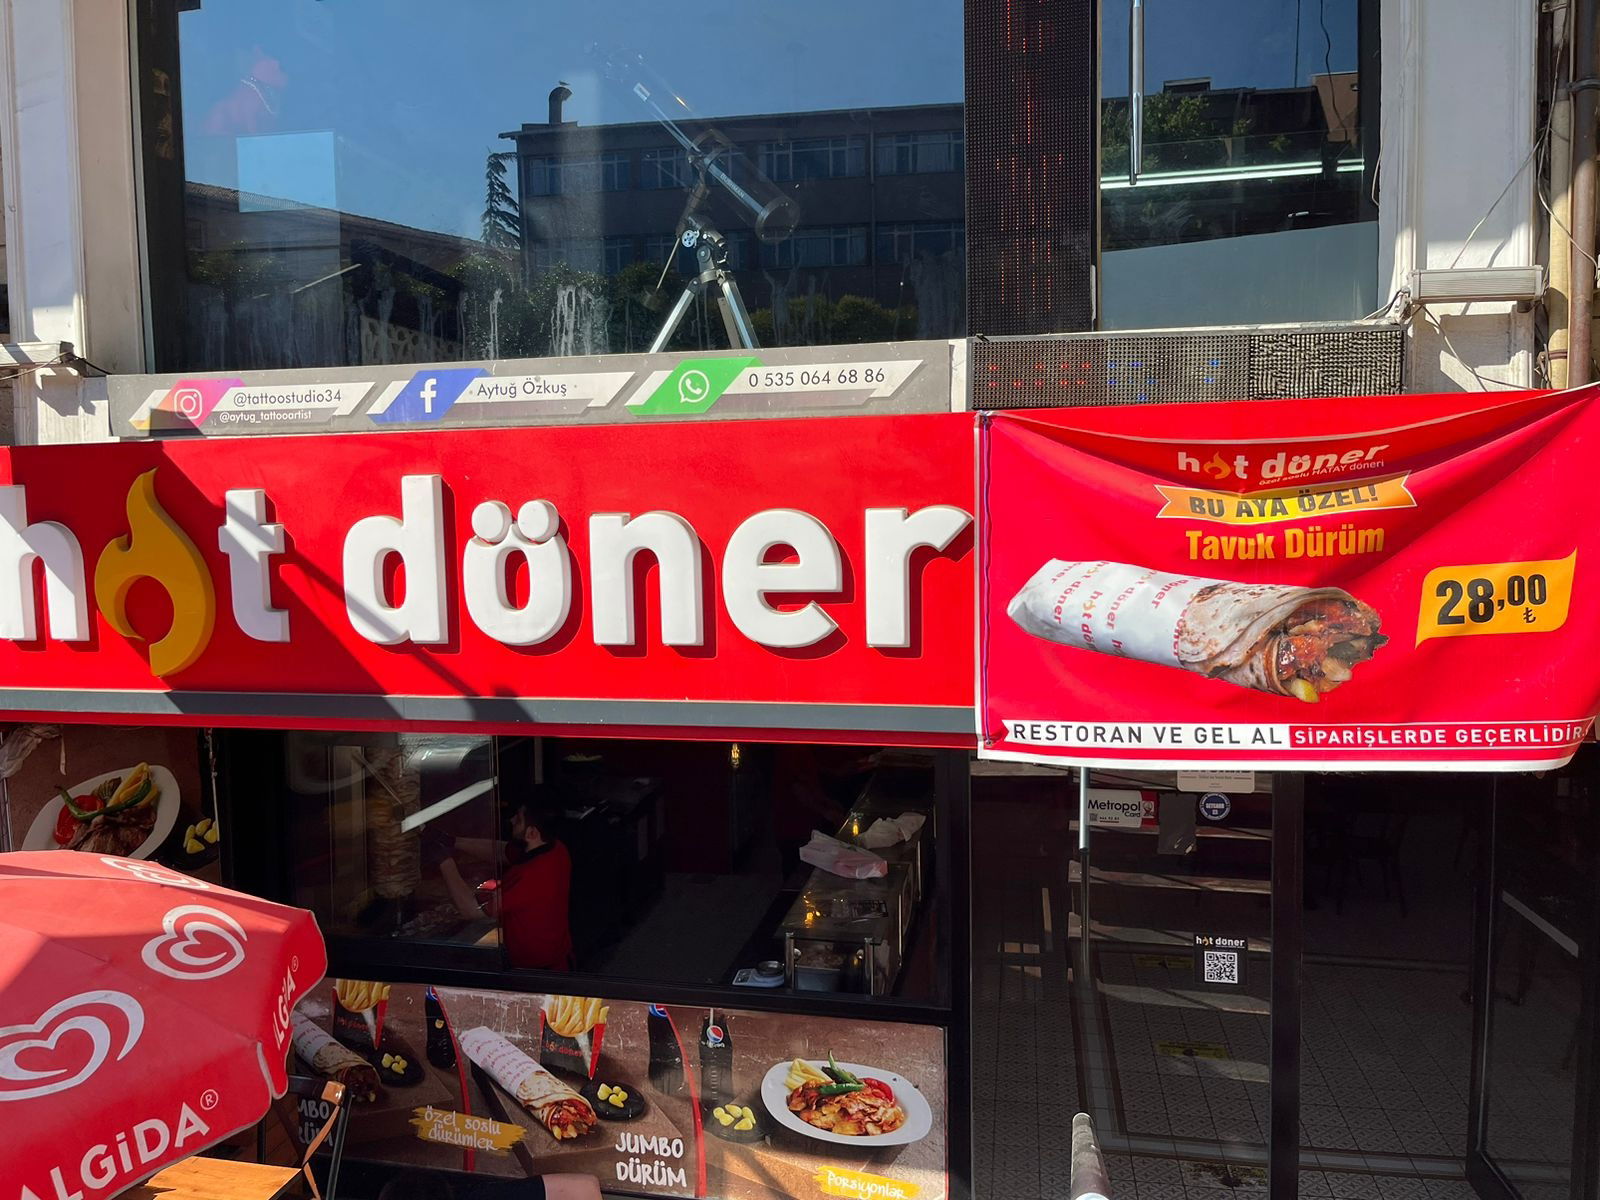 @tattoostudio34
@aytug_tattooartist
Aytuğ Özkuş
0 535 064 68 86
hot döner
hot döner
özel soslu HATAY döneri
BU AYA ÖZEL!
Tavuk Dürüm
28,00
₺
RESTORAN VE GEL AL SİPARİŞLERDE GEÇERLİDİR
Metropol
Card
hot döner
ALGiDA®
özel soslu
dürümler
JUMBO
DÜRÜM
Porsiyonlar